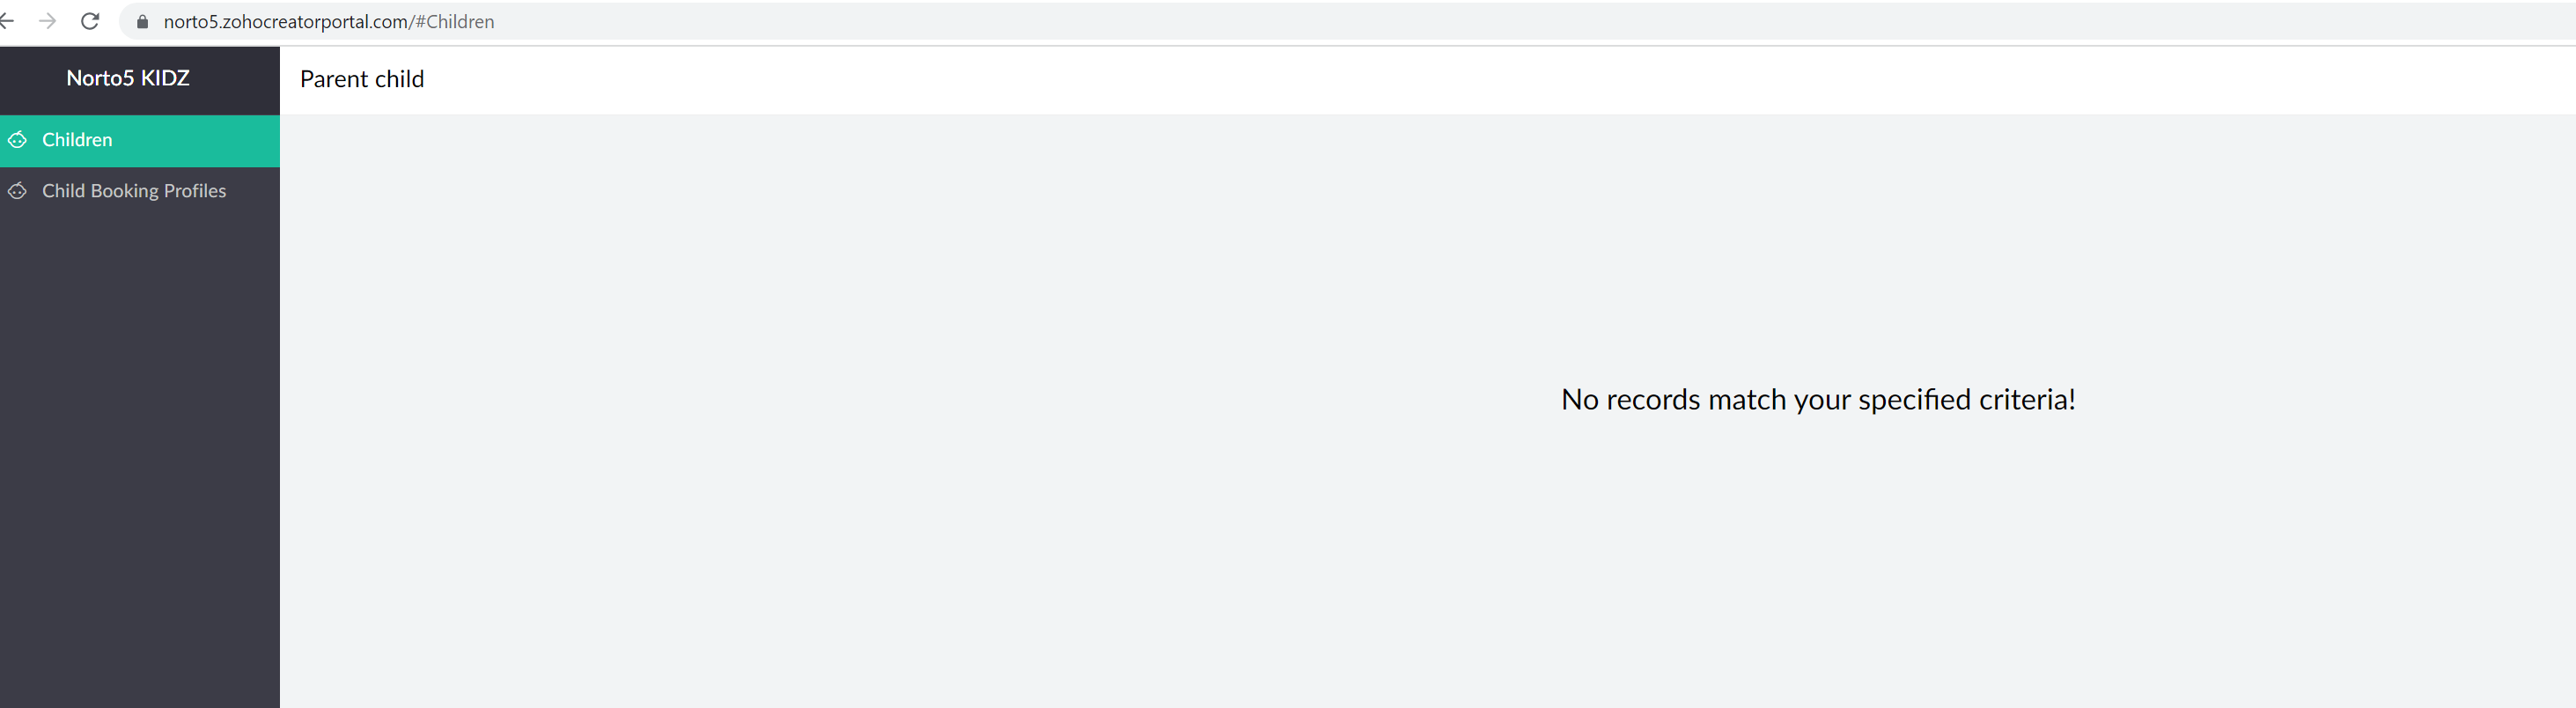 norto5.zohocreatorportal.com/#Children
Norto5 KIDZ
Parent child
Children
Child Booking Profiles
No records match your specified criteria!